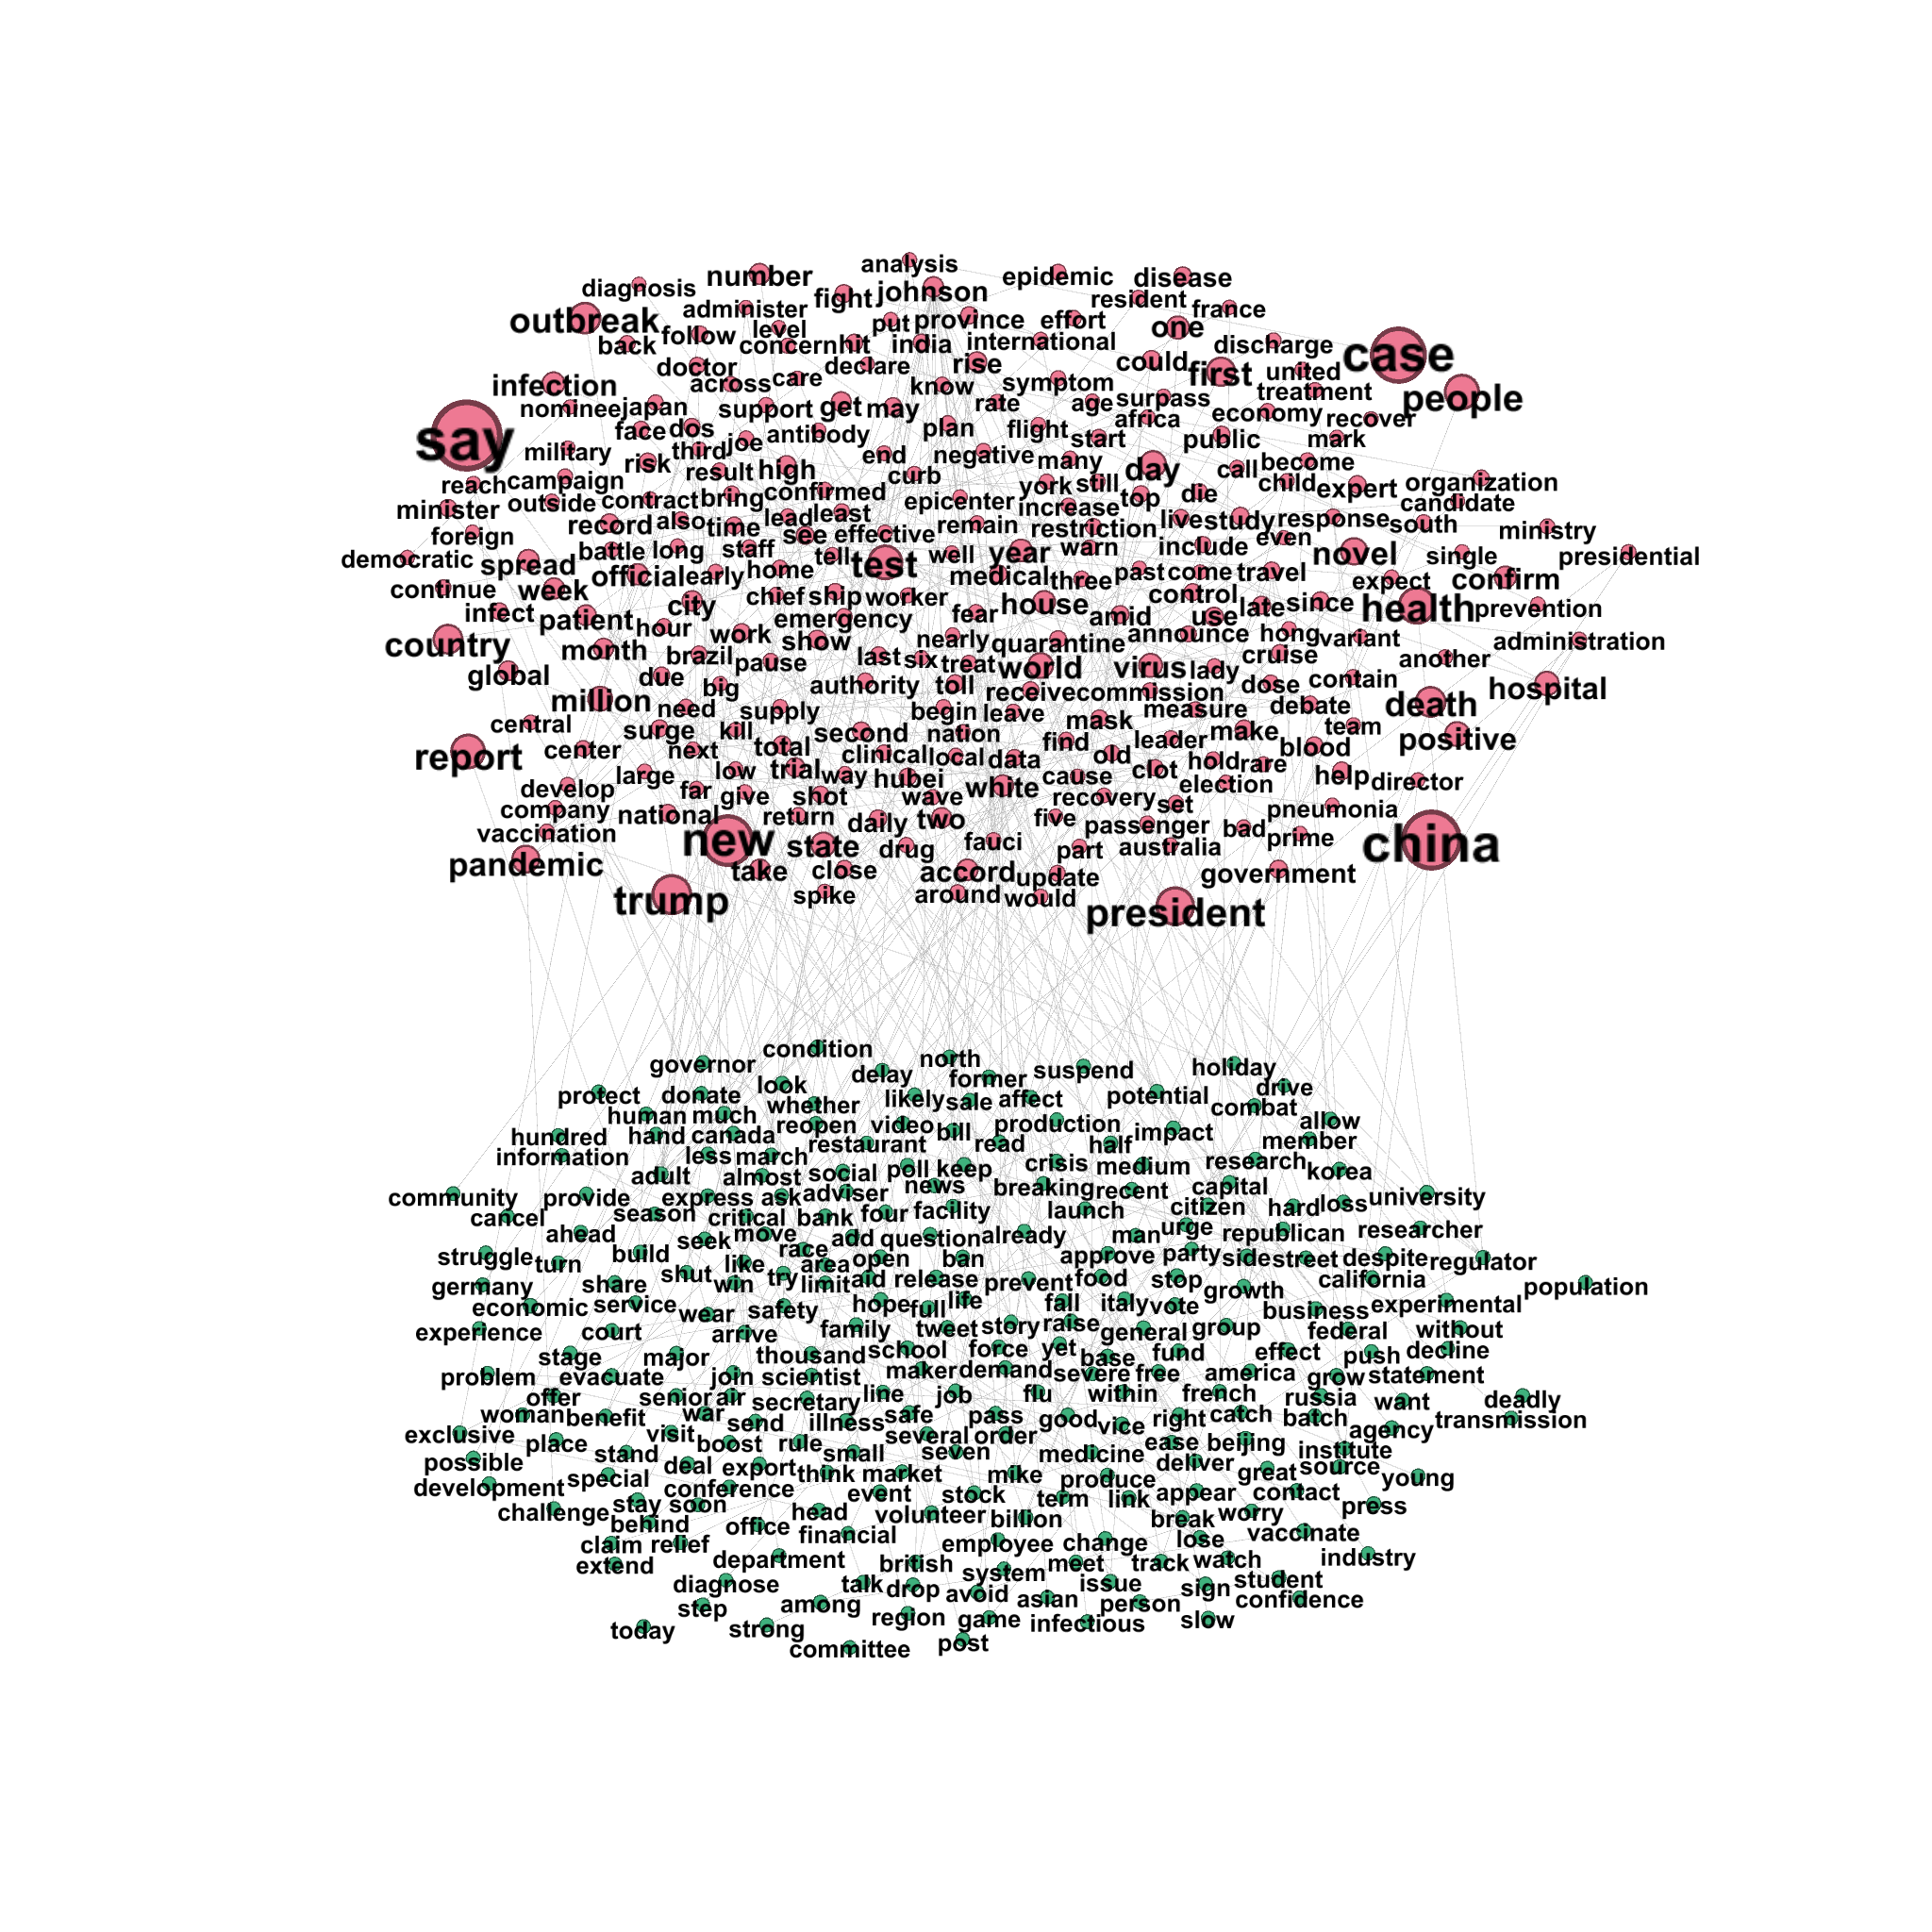 analysis
diagnosis number epidemic disease
administer fight johnson resident france
outbreak follow level put province effort one
back concern hit india international could discharge case
doctor across care declare know rise symptom first united treatment people
infection nominee japan support get may rate age surpass africa economy recover
say face dos joe antibody plan flight start public mark
military risk third result high end negative many day call become
reach campaign curb york still child expert organization
minister outside contract bring confirmed epicenter increase top die candidate
foreign record also time lead least remain restriction live study response south ministry
democratic spread battle long staff see effective well year warn include even novel single presidential
continue week official early home tell test medical three past come travel expect confirm
infect patient city chief ship worker fear house amid control use late since health prevention
country hour work show emergency nearly quarantine announce hong variant administration
global month brazil pause last six treat world virus lady cruise another
million due big authority toll receive commission dose contain death hospital
central need supply begin leave mask measure debate team
report center surge kill second nation find leader make blood positive
next total clinical local data old hold rare
develop large low trial way hubei white cause clot election help director
company far give shot wave recovery set pneumonia
vaccination national return daily two five passenger bad prime
pandemic new state drug fauci part australia china
take close accord update government
trump spike around would president
governor condition north holiday
protect donate look delay former suspend drive
human much whether likely sale affect potential combat allow
hundred hand canada reopen video bill production impact member
information less march restaurant read half
adult almost social poll keep crisis medium research korea
community provide express ask adviser news breaking recent capital university
cancel season critical bank four facility launch citizen hard loss
ahead seek move add question already man urge republican researcher
struggle turn build race area open ban approve party side street despite regulator
germany share shut like win try limit aid release prevent food stop growth california population
economic service wear safety hope full life fall italy vote business experimental
experience court arrive family tweet story raise general group federal without
stage major thousand school force yet base fund effect push decline
problem evacuate join scientist maker demand severe free america grow statement
offer senior air secretary line job flu within french russia want deadly
woman benefit war send illness safe pass good vice right catch batch agency transmission
exclusive place stand visit boost rule small several order seven medicine ease beijing institute
possible special deal export think market mike produce deliver great source young
development conference event stock term link appear contact press
challenge stay soon head volunteer billion break worry
behind office financial employee change lose vaccinate
claim relief department british system meet track watch industry
extend diagnose talk drop avoid asian issue sign student confidence
step among region game infectious person slow
today strong committee post